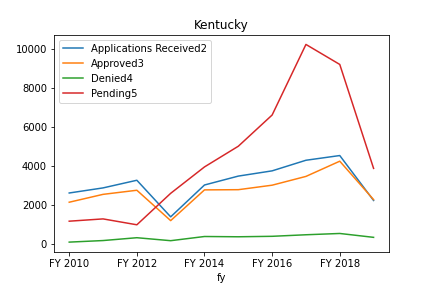 Kentucky
Applications Received2
Approved3
Denied4
Pending5
10000
8000
6000
4000
2000
0
FY 2010
FY 2012
FY 2014
FY 2016
FY 2018
fy